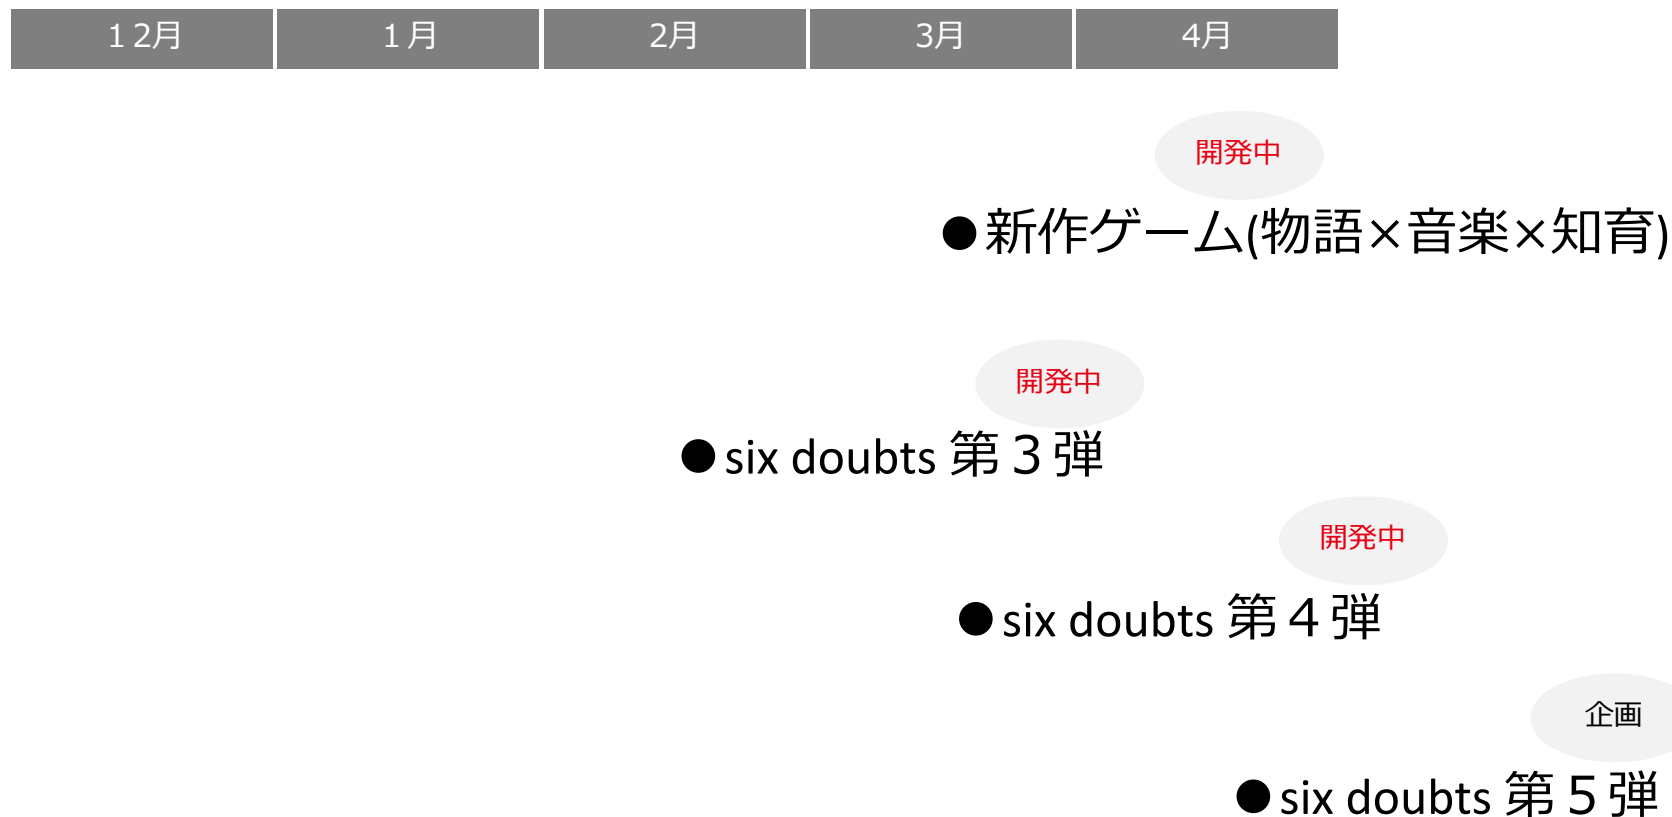 １２月 １月 2月 3月 4月
開発中
●新作ゲーム(物語×音楽×知育)
開発中
●six doubts 第３弾
開発中
●six doubts 第４弾
企画
●six doubts 第５弾